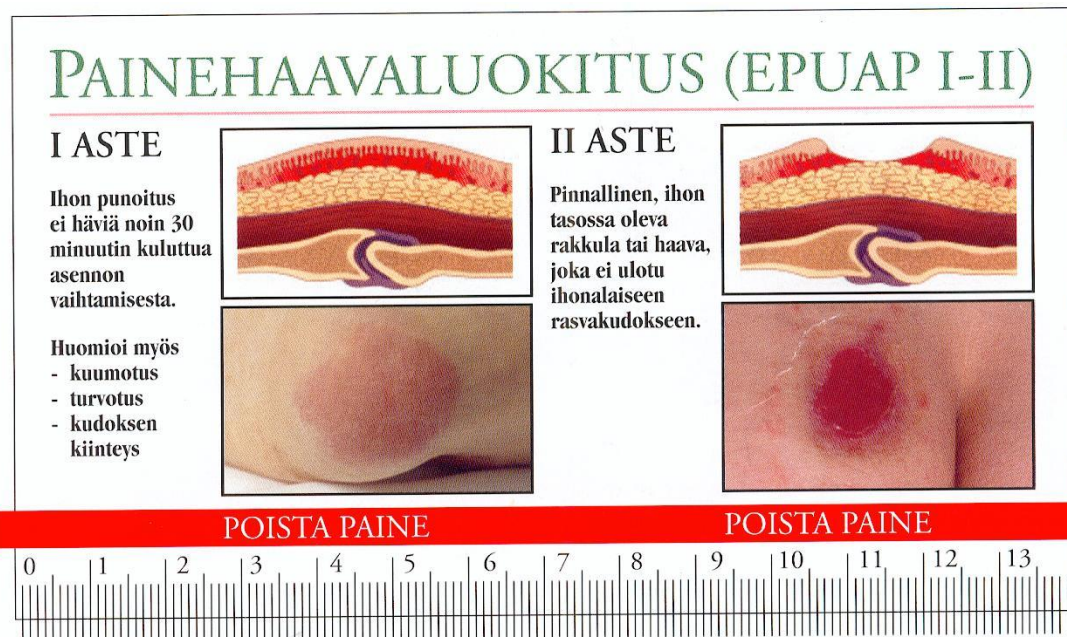 PAINEHAAVALUOKITUS (EPUAP I-II)
I ASTE
Ihon punoitus
ei häviä noin 30
minuutin kuluttua
asennon
vaihtamisesta.
Huomioi myös
- kuumotus
- turvotus
- kudoksen
kiinteys
II ASTE
Pinnallinen, ihon
tasossa oleva
rakkula tai haava,
joka ei ulotu
ihonalaiseen
rasvakudokseen.
POISTA PAINE
POISTA PAINE
0 1 2 3 4 5 6 7 8 9 10 11 12 13